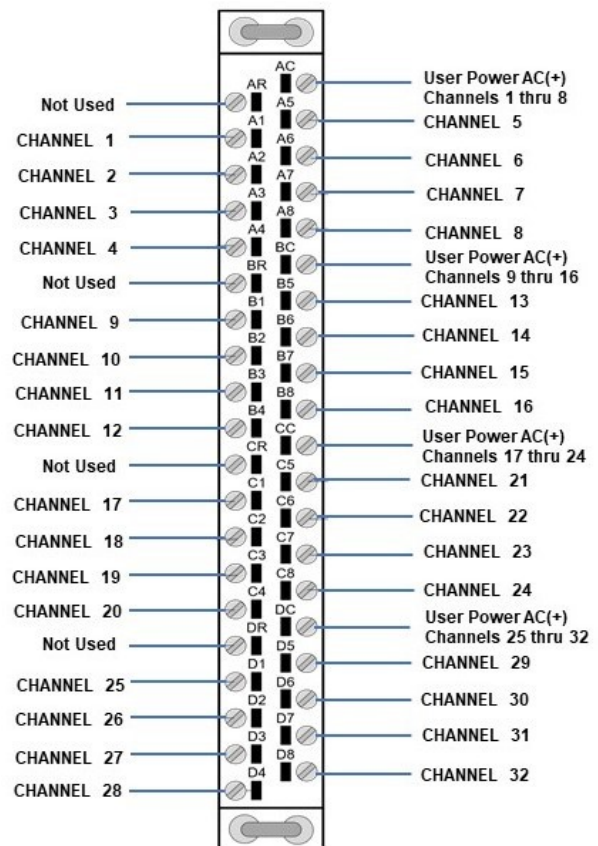 AC
User Power AC(+)
Channels 1 thru 8
AR
Not Used
A5
CHANNEL 5
A1
CHANNEL 1
A6
CHANNEL 6
A2
CHANNEL 2
A7
CHANNEL 7
A3
CHANNEL 3
A8
CHANNEL 8
A4
CHANNEL 4
BC
User Power AC(+)
Channels 9 thru 16
BR
Not Used
B5
CHANNEL 13
B1
CHANNEL 9
B6
CHANNEL 14
B2
CHANNEL 10
B7
CHANNEL 15
B3
CHANNEL 11
B8
CHANNEL 16
B4
CHANNEL 12
CC
User Power AC(+)
Channels 17 thru 24
CR
Not Used
C5
CHANNEL 21
C1
CHANNEL 17
C6
CHANNEL 22
C2
CHANNEL 18
C7
CHANNEL 23
C3
CHANNEL 19
C8
CHANNEL 24
C4
CHANNEL 20
DC
User Power AC(+)
Channels 25 thru 32
DR
Not Used
D5
CHANNEL 29
D1
CHANNEL 25
D6
CHANNEL 30
D2
CHANNEL 26
D7
CHANNEL 31
D3
CHANNEL 27
D8
CHANNEL 32
D4
CHANNEL 28